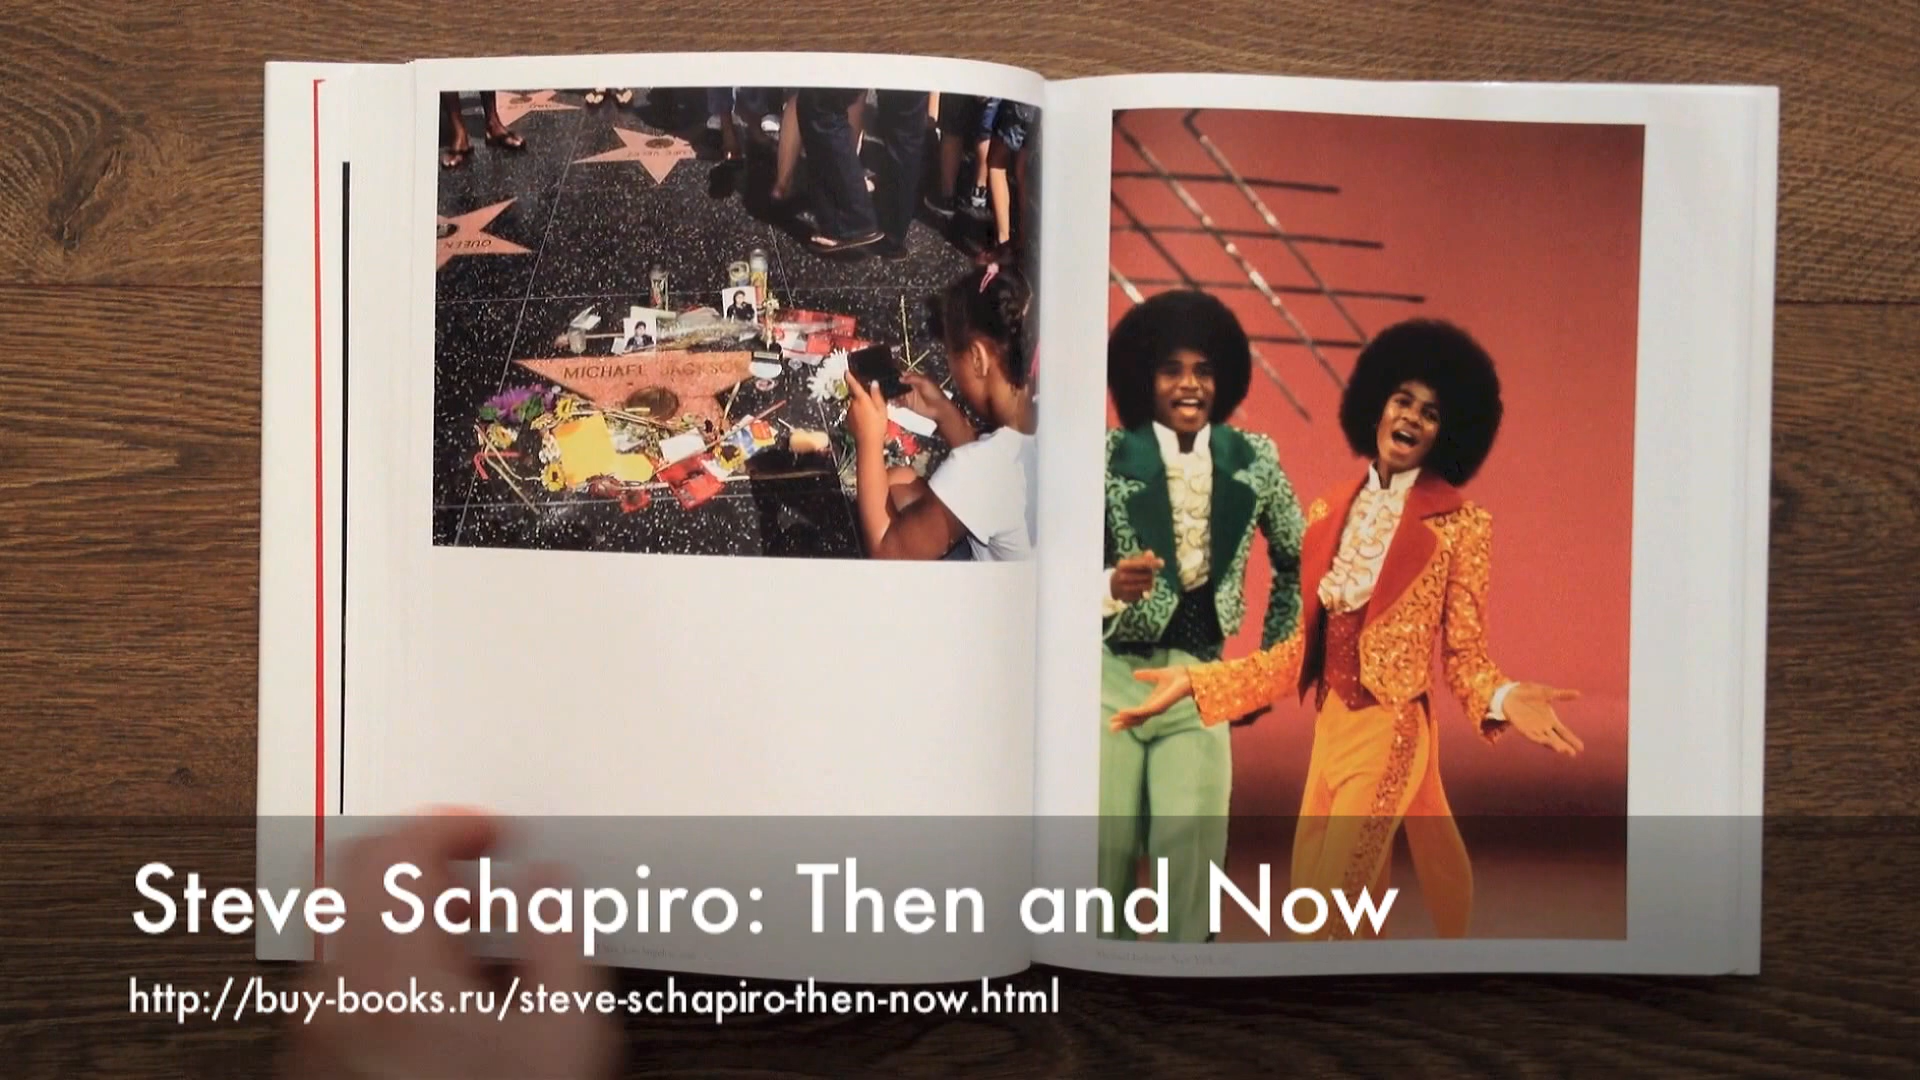 QUEEN
MICHAEL JACKSON
Steve Schapiro: Then and Now
http://buy-books.ru/steve-schapiro-then-now.html